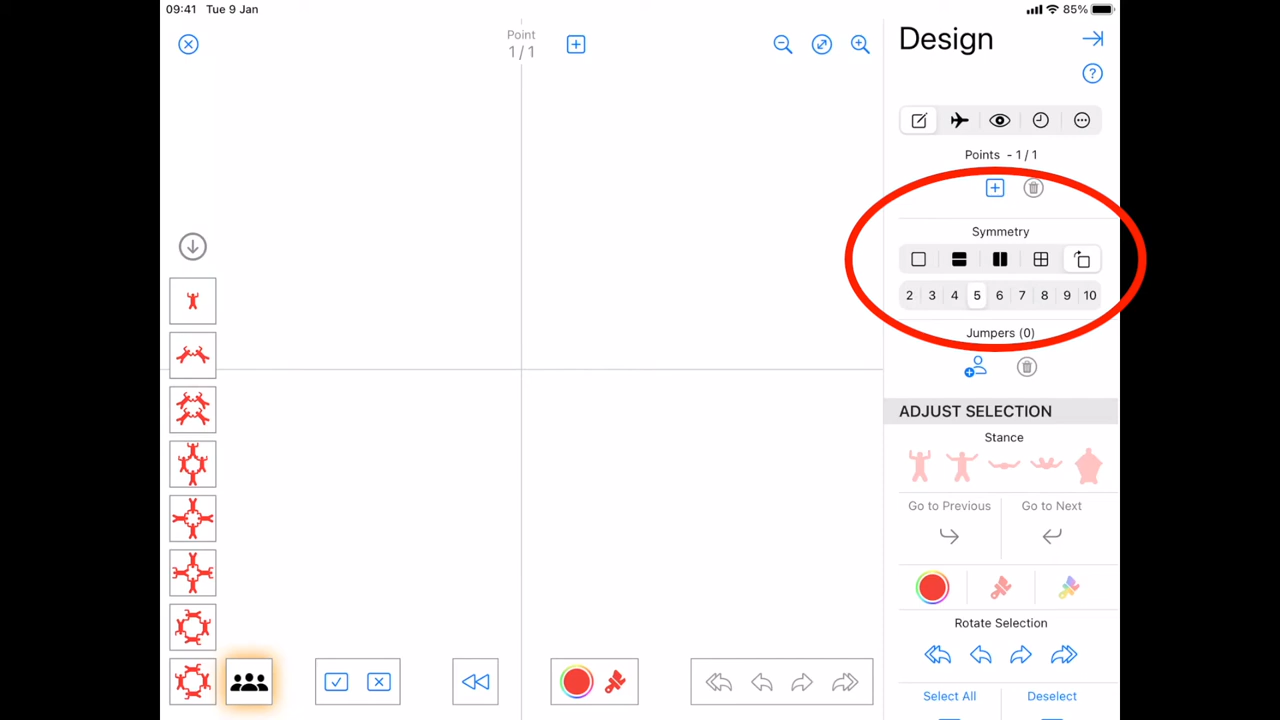 09:41 Tue 9 Jan
85%
Point
1/1
Design
Points - 1/1
Symmetry
2 3 4 5 6 7 8 9 10
Jumpers (0)
ADJUST SELECTION
Stance
Go to Previous
Go to Next
Rotate Selection
Select All
Deselect